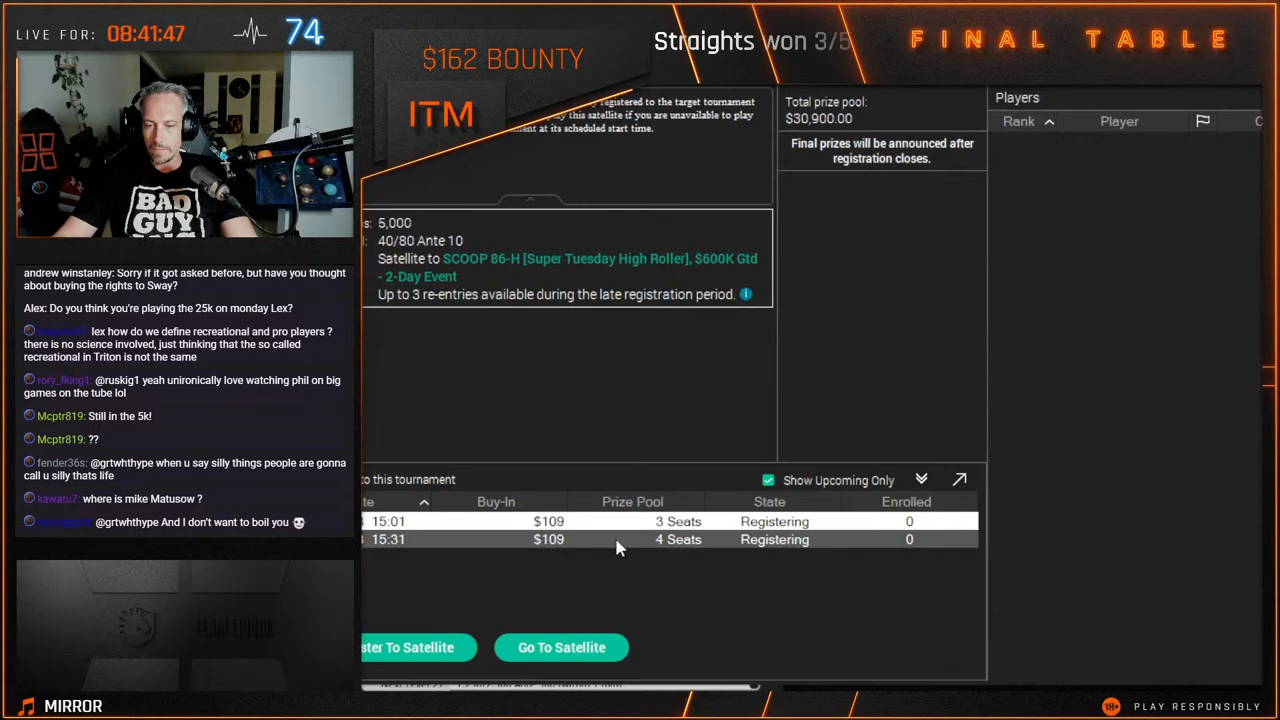 LIVE FOR: 08:41:47 74
$162 BOUNTY
ITM
Straights won 3/5
FINAL TABLE
BAD
GUY
registered to the target tournament
this satellite if you are unavailable to play
at its scheduled start time.
Total prize pool:
$30,900.00
Final prizes will be announced after
registration closes.
Players
Rank Player
5,000
40/80 Ante 10
Satellite to SCOOP 86-H [Super Tuesday High Roller], $600K Gtd
- 2-Day Event
Up to 3 re-entries available during the late registration period.
andrew winstanley: Sorry if it got asked before, but have you thought
about buying the rights to Sway?
Alex: Do you think you're playing the 25k on monday Lex?
lex how do we define recreational and pro players ?
there is no science involved, just thinking that the so called
recreational in Triton is not the same
rory_fking1: @ruskig1 yeah unironically love watching phil on big
games on the tube lol
Mcptr819: Still in the 5k!
Mcptr819: ??
fender36s: @grtwhthype when u say silly things people are gonna
call u silly thats life
kawatu7: where is mike Matusow ?
@grtwhthype And I don't want to boil you 💀
to this tournament
Show Upcoming Only
Buy-In Prize Pool State Enrolled
15:01 $109 3 Seats Registering 0
15:31 $109 4 Seats Registering 0
ster To Satellite
Go To Satellite
MIRROR
18+ PLAY RESPONSIBLY